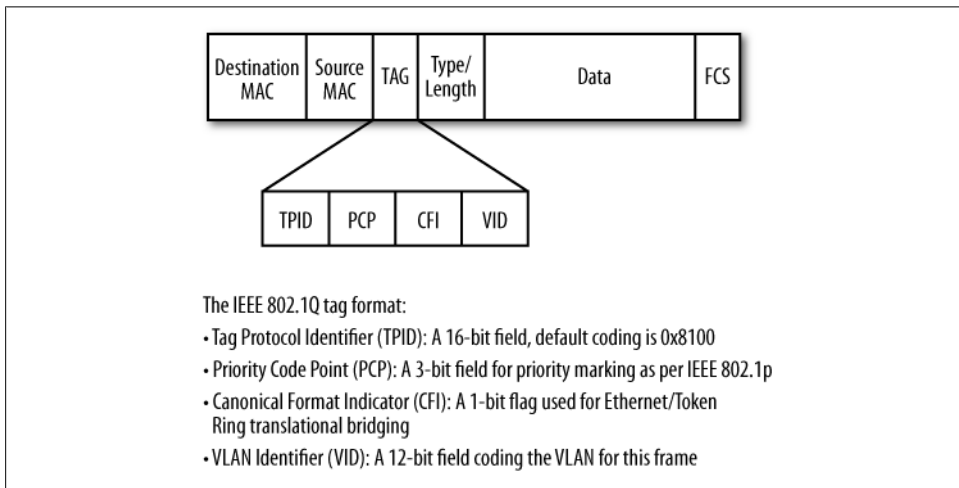 Destination
MAC
Source
MAC
TAG
Type/
Length
Data
FCS
TPID
PCP
CFI
VID
The IEEE 802.1Q tag format:
• Tag Protocol Identifier (TPID): A 16-bit field, default coding is 0x8100
• Priority Code Point (PCP): A 3-bit field for priority marking as per IEEE 802.1p
• Canonical Format Indicator (CFI): A 1-bit flag used for Ethernet/Token
Ring translational bridging
• VLAN Identifier (VID): A 12-bit field coding the VLAN for this frame